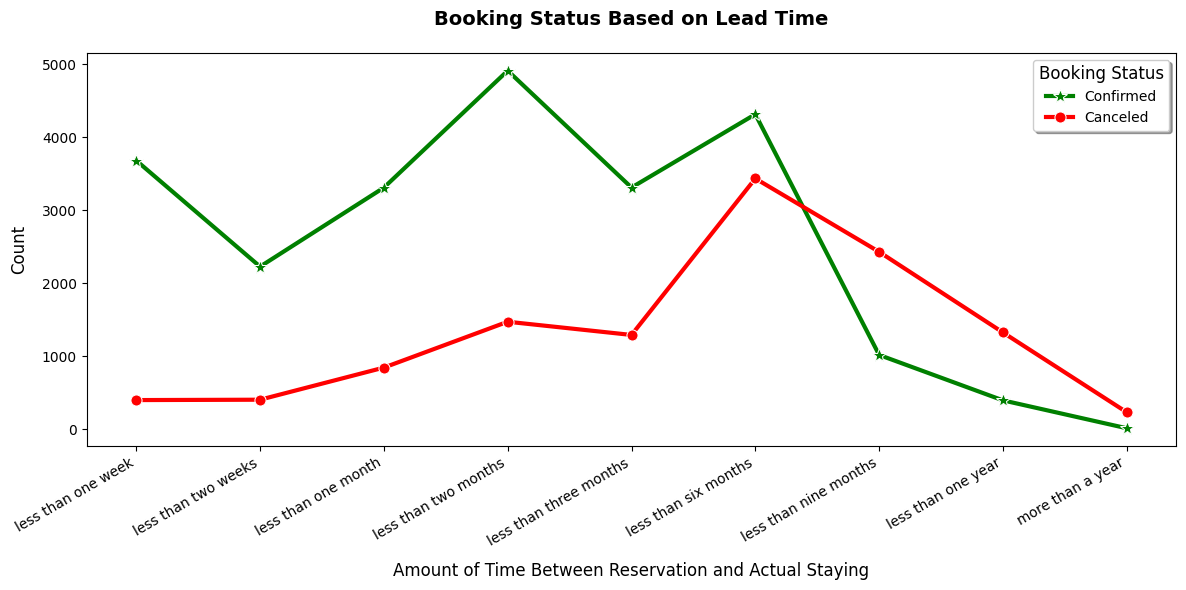 Booking Status Based on Lead Time
Booking Status
Confirmed
Canceled
Count
5000
4000
3000
2000
1000
0
less than one week
less than two weeks
less than one month
less than two months
less than three months
less than six months
less than nine months
less than one year
more than a year
Amount of Time Between Reservation and Actual Staying